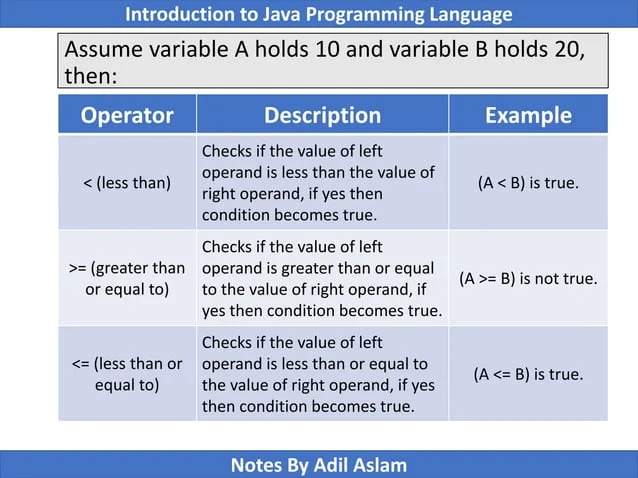 Introduction to Java Programming Language
Assume variable A holds 10 and variable B holds 20,
then:
Operator Description Example
< (less than)
Checks if the value of left
operand is less than the value of
right operand, if yes then
condition becomes true.
(A < B) is true.
>= (greater than
or equal to)
Checks if the value of left
operand is greater than or equal
to the value of right operand, if
yes then condition becomes true.
(A >= B) is not true.
<= (less than or
equal to)
Checks if the value of left
operand is less than or equal to
the value of right operand, if yes
then condition becomes true.
(A <= B) is true.
Notes By Adil Aslam